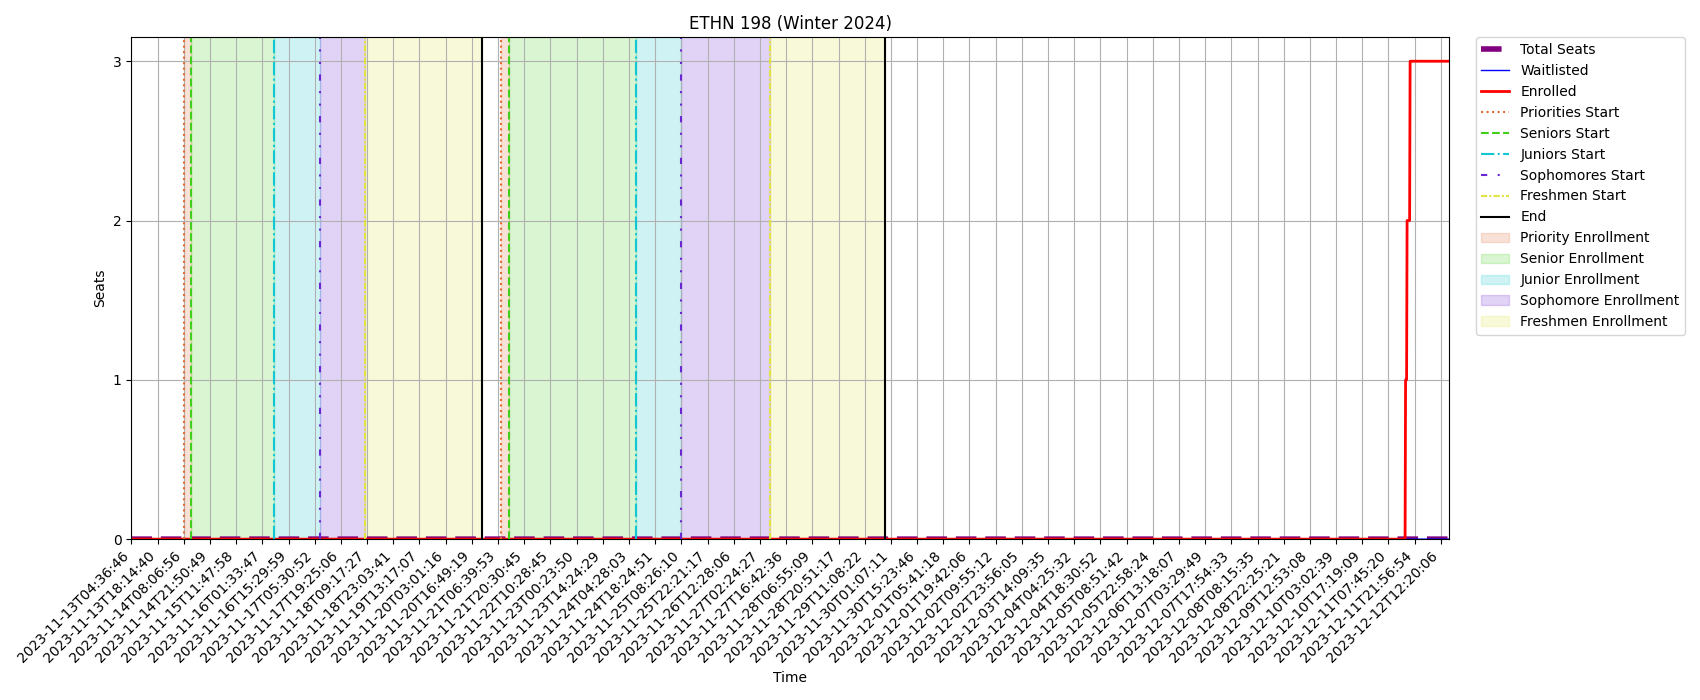 ETHN 198 (Winter 2024)
Seats
3
2
1
0
2023-11-13T04:36:46
2023-11-13T18:14:40
2023-11-14T08:06:56
2023-11-14T21:50:49
2023-11-15T11:47:58
2023-11-16T01:33:47
2023-11-16T15:29:59
2023-11-17T05:30:52
2023-11-17T19:25:06
2023-11-18T09:17:27
2023-11-18T23:03:41
2023-11-19T13:17:07
2023-11-20T03:01:16
2023-11-20T16:49:19
2023-11-21T06:39:53
2023-11-21T20:30:45
2023-11-22T10:28:45
2023-11-23T00:23:50
2023-11-23T14:24:29
2023-11-24T04:28:03
2023-11-24T18:24:51
2023-11-25T08:26:10
2023-11-25T22:21:17
2023-11-26T12:28:06
2023-11-27T02:24:27
2023-11-27T16:42:36
2023-11-28T06:55:09
2023-11-28T20:51:17
2023-11-29T11:08:22
2023-11-30T01:07:11
2023-11-30T15:23:46
2023-12-01T05:41:18
2023-12-01T19:42:06
2023-12-02T09:55:12
2023-12-02T23:56:05
2023-12-03T14:09:35
2023-12-04T04:25:32
2023-12-04T18:30:52
2023-12-05T08:51:42
2023-12-05T22:58:24
2023-12-06T13:18:07
2023-12-07T03:29:49
2023-12-07T17:54:33
2023-12-08T08:15:35
2023-12-08T22:25:21
2023-12-09T12:53:08
2023-12-10T03:02:39
2023-12-10T17:19:09
2023-12-11T07:45:20
2023-12-11T21:56:54
2023-12-12T12:20:06
Time
Total Seats
Waitlisted
Enrolled
Priorities Start
Seniors Start
Juniors Start
Sophomores Start
Freshmen Start
End
Priority Enrollment
Senior Enrollment
Junior Enrollment
Sophomore Enrollment
Freshmen Enrollment